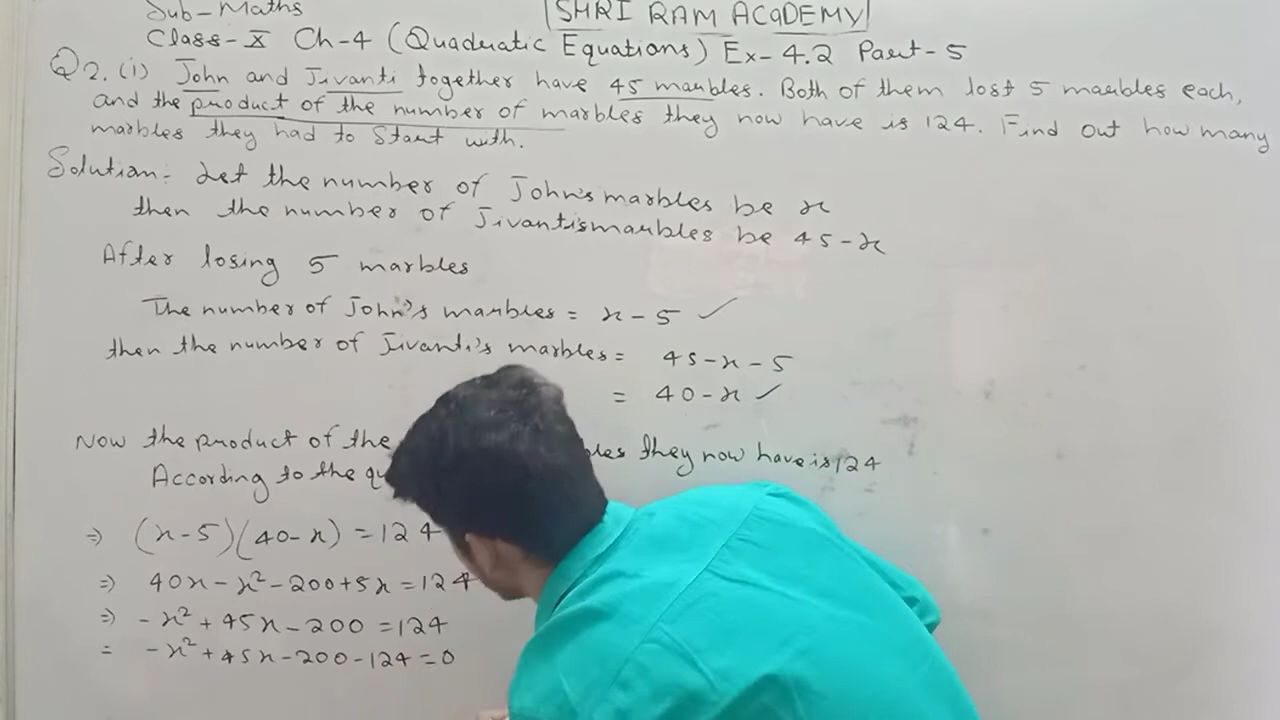 Sub-Maths
SHRI RAM ACADEMY
Class-X Ch-4 (Quadratic Equations) Ex-4.2 Part-5
Q2.(i) John and Jivanti together have 45 marbles. Both of them lost 5 marbles each,
and the product of the number of marbles they now have is 124. Find out how many
marbles they had to start with.
Solution:- Let the number of John's marbles be x
then the number of Jivanti's marbles be 45-x
After losing 5 marbles
The number of John's marbles = x-5 ✓
then the number of Jivanti's marbles = 45-x-5
= 40-x ✓
Now the product of the they now have is 124
According to the
⇒ (x-5)(40-x) = 124
⇒ 40x-x²-200+5x=124
⇒ -x²+45x-200=124
= -x²+45x-200-124=0